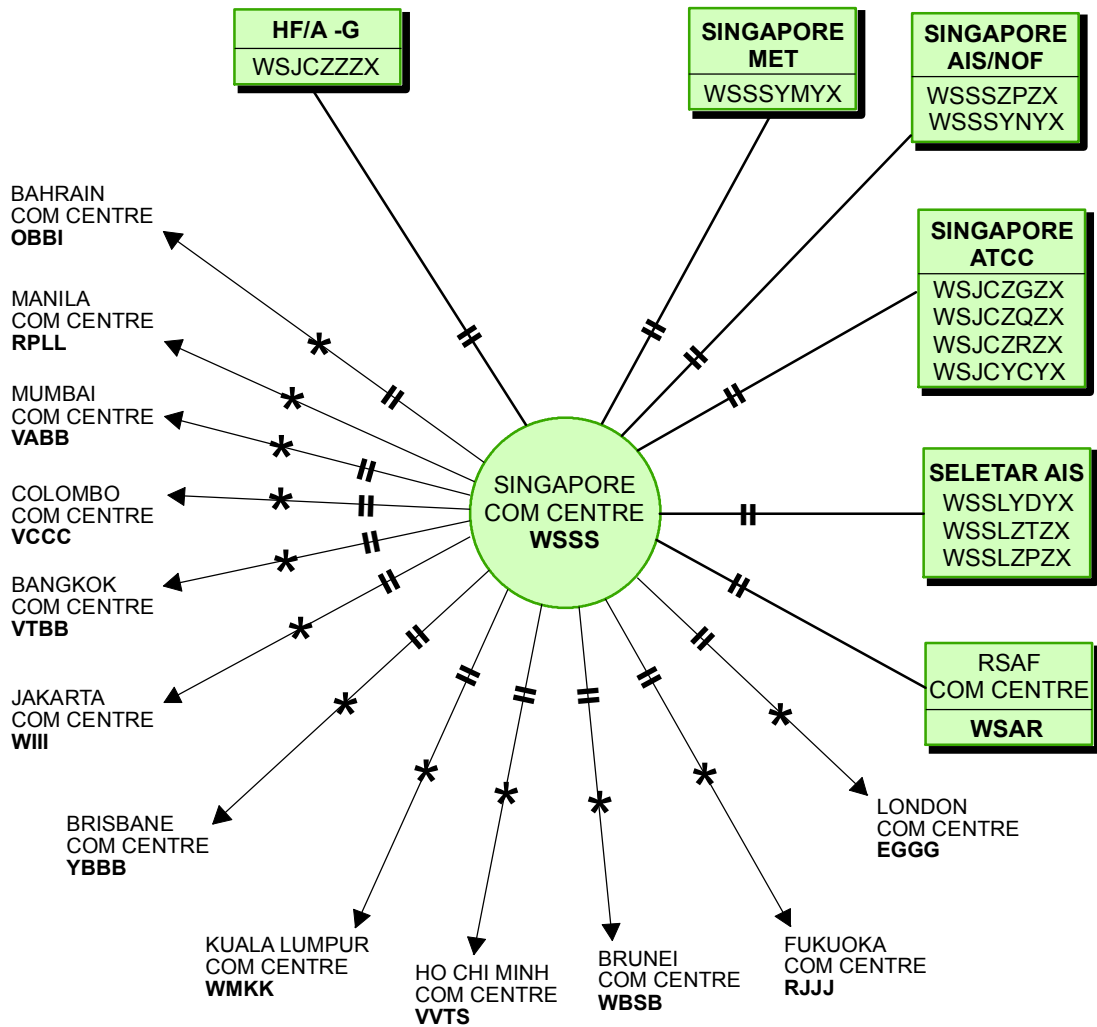 HF/A -G
WSJCZZZX
SINGAPORE
MET
WSSSYMYX
SINGAPORE
AIS/NOF
WSSSZPZX
WSSSYNYX
BAHRAIN
COM CENTRE
OBBI
MANILA
COM CENTRE
RPLL
MUMBAI
COM CENTRE
VABB
COLOMBO
COM CENTRE
VCCC
BANGKOK
COM CENTRE
VTBB
JAKARTA
COM CENTRE
WIII
BRISBANE
COM CENTRE
YBBB
KUALA LUMPUR
COM CENTRE
WMKK
HO CHI MINH
COM CENTRE
VVTS
BRUNEI
COM CENTRE
WBSB
FUKUOKA
COM CENTRE
RJJJ
LONDON
COM CENTRE
EGGG
SINGAPORE
COM CENTRE
WSSS
SINGAPORE
ATCC
WSJCZGZX
WSJCZQZX
WSJCZRZX
WSJCYCYX
SELETAR AIS
WSSLYDYX
WSSLZTZX
WSSLZPZX
RSAF
COM CENTRE
WSAR